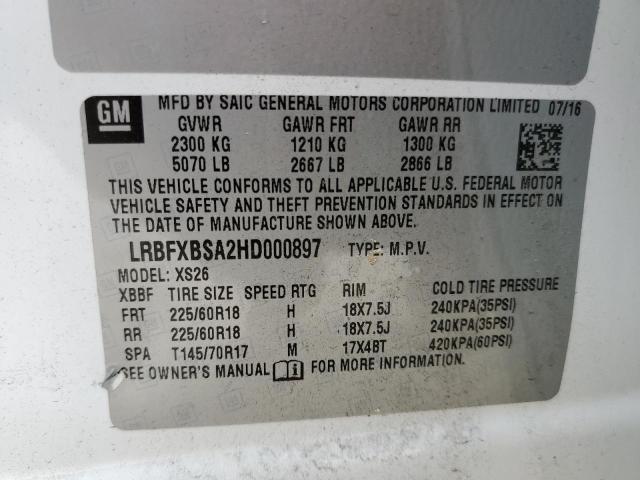 GM
MFD BY SAIC GENERAL MOTORS CORPORATION LIMITED 07/16
GVWR GAWR FRT GAWR RR
2300 KG 1210 KG 1300 KG
5070 LB 2667 LB 2866 LB
THIS VEHICLE CONFORMS TO ALL APPLICABLE U.S. FEDERAL MOTOR
VEHICLE SAFETY AND THEFT PREVENTION STANDARDS IN EFFECT ON
THE DATE OF MANUFACTURE SHOWN ABOVE.
LRBFXBSA2HD000897 TYPE: M.P.V.
MODEL: XS26
XBBF TIRE SIZE SPEED RTG RIM COLD TIRE PRESSURE
FRT 225/60R18 H 18X7.5J 240KPA(35PSI)
RR 225/60R18 H 18X7.5J 240KPA(35PSI)
SPA T145/70R17 M 17X4BT 420KPA(60PSI)
SEE OWNER'S MANUAL FOR MORE INFORMATION.